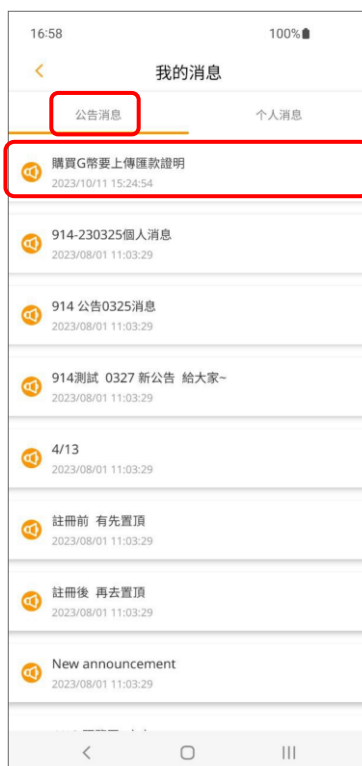 16:58 100%
我的消息
公告消息 个人消息
購買G幣要上傳匯款證明
2023/10/11 15:24:54
914-230325個人消息
2023/08/01 11:03:29
914 公告0325消息
2023/08/01 11:03:29
914測試 0327 新公告 給大家~
2023/08/01 11:03:29
4/13
2023/08/01 11:03:29
註冊前 有先置頂
2023/08/01 11:03:29
註冊後 再去置頂
2023/08/01 11:03:29
New announcement
2023/08/01 11:03:29